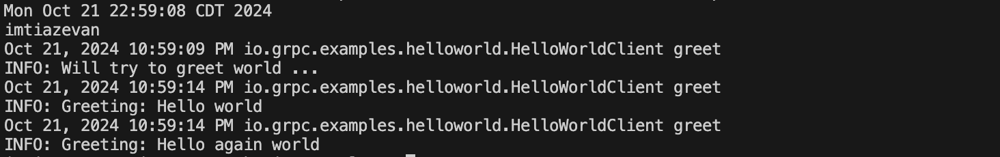 Mon Oct 21 22:59:08 CDT 2024
imtiazevan
Oct 21, 2024 10:59:09 PM io.grpc.examples.helloworld.HelloWorldClient greet
INFO: Will try to greet world ...
Oct 21, 2024 10:59:14 PM io.grpc.examples.helloworld.HelloWorldClient greet
INFO: Greeting: Hello world
Oct 21, 2024 10:59:14 PM io.grpc.examples.helloworld.HelloWorldClient greet
INFO: Greeting: Hello again world